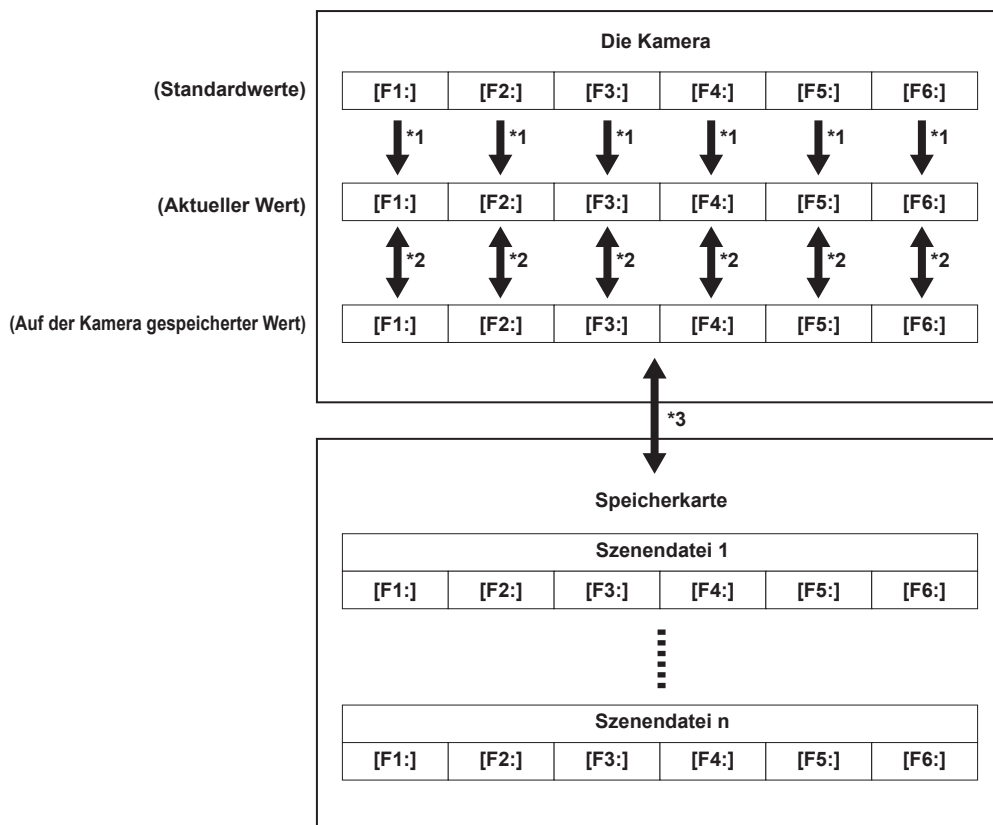 Die Kamera
(Standardwerte) [F1:] [F2:] [F3:] [F4:] [F5:] [F6:]
*1 *1 *1 *1 *1 *1
(Aktueller Wert) [F1:] [F2:] [F3:] [F4:] [F5:] [F6:]
*2 *2 *2 *2 *2 *2
(Auf der Kamera gespeicherter Wert) [F1:] [F2:] [F3:] [F4:] [F5:] [F6:]
*3
Speicherkarte
Szenendatei 1
[F1:] [F2:] [F3:] [F4:] [F5:] [F6:]
Szenendatei n
[F1:] [F2:] [F3:] [F4:] [F5:] [F6:]